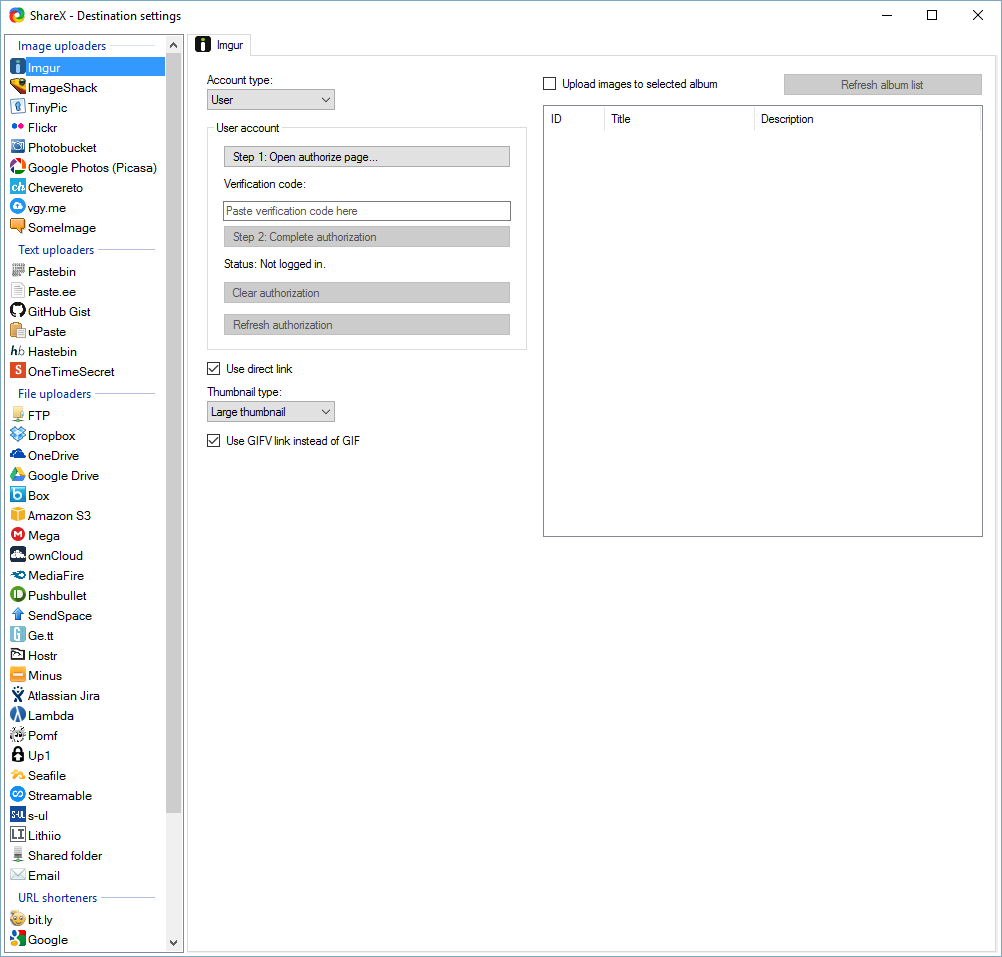 ShareX - Destination settings
Image uploaders
Imgur
ImageShack
TinyPic
Flickr
Photobucket
Google Photos (Picasa)
Chevereto
vgy.me
SomeImage
Text uploaders
Pastebin
Paste.ee
GitHub Gist
uPaste
Hastebin
OneTimeSecret
File uploaders
FTP
Dropbox
OneDrive
Google Drive
Box
Amazon S3
Mega
ownCloud
MediaFire
Pushbullet
SendSpace
Ge.tt
Hostr
Minus
Atlassian Jira
Lambda
Pomf
Up1
Seafile
Streamable
s-ul
Lithiio
Shared folder
Email
URL shorteners
bit.ly
Google
Imgur
Account type:
User
User account
Step 1: Open authorize page...
Verification code:
Paste verification code here
Step 2: Complete authorization
Status: Not logged in.
Clear authorization
Refresh authorization
Use direct link
Thumbnail type:
Large thumbnail
Use GIFV link instead of GIF
Upload images to selected album
Refresh album list
ID Title Description